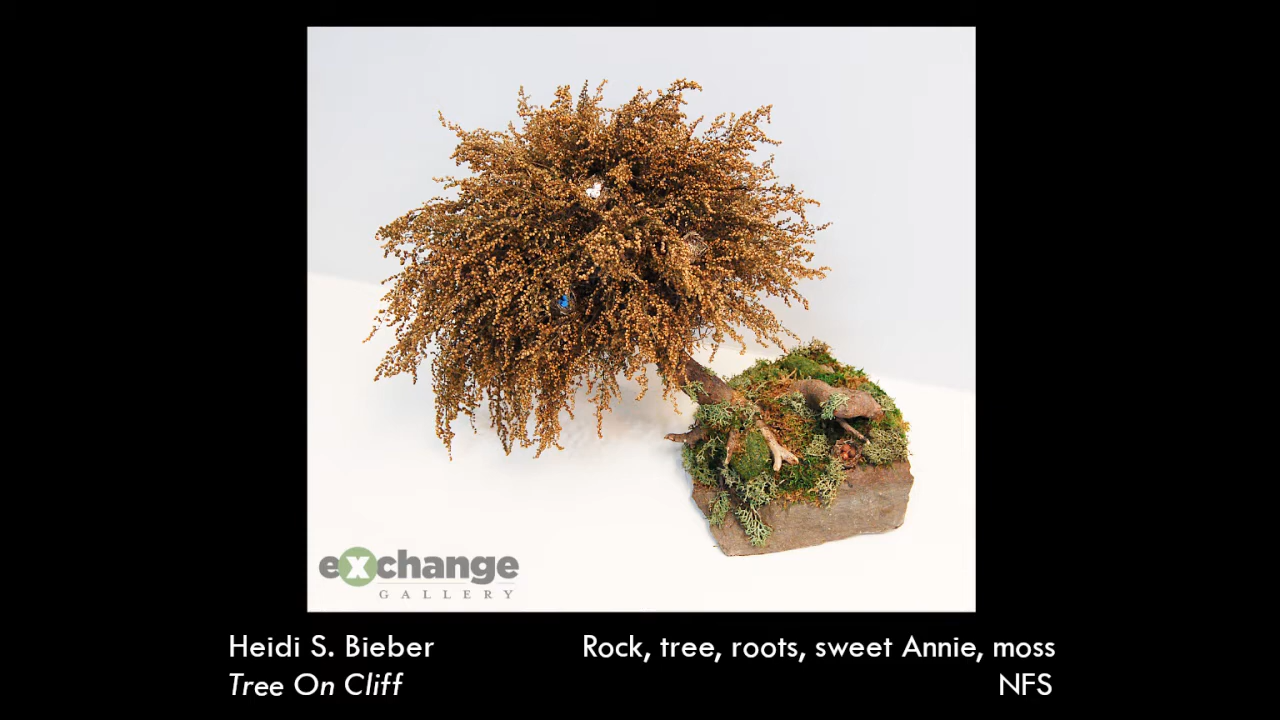 exchange
GALLERY
Heidi S. Bieber
Rock, tree, roots, sweet Annie, moss
Tree On Cliff
NFS